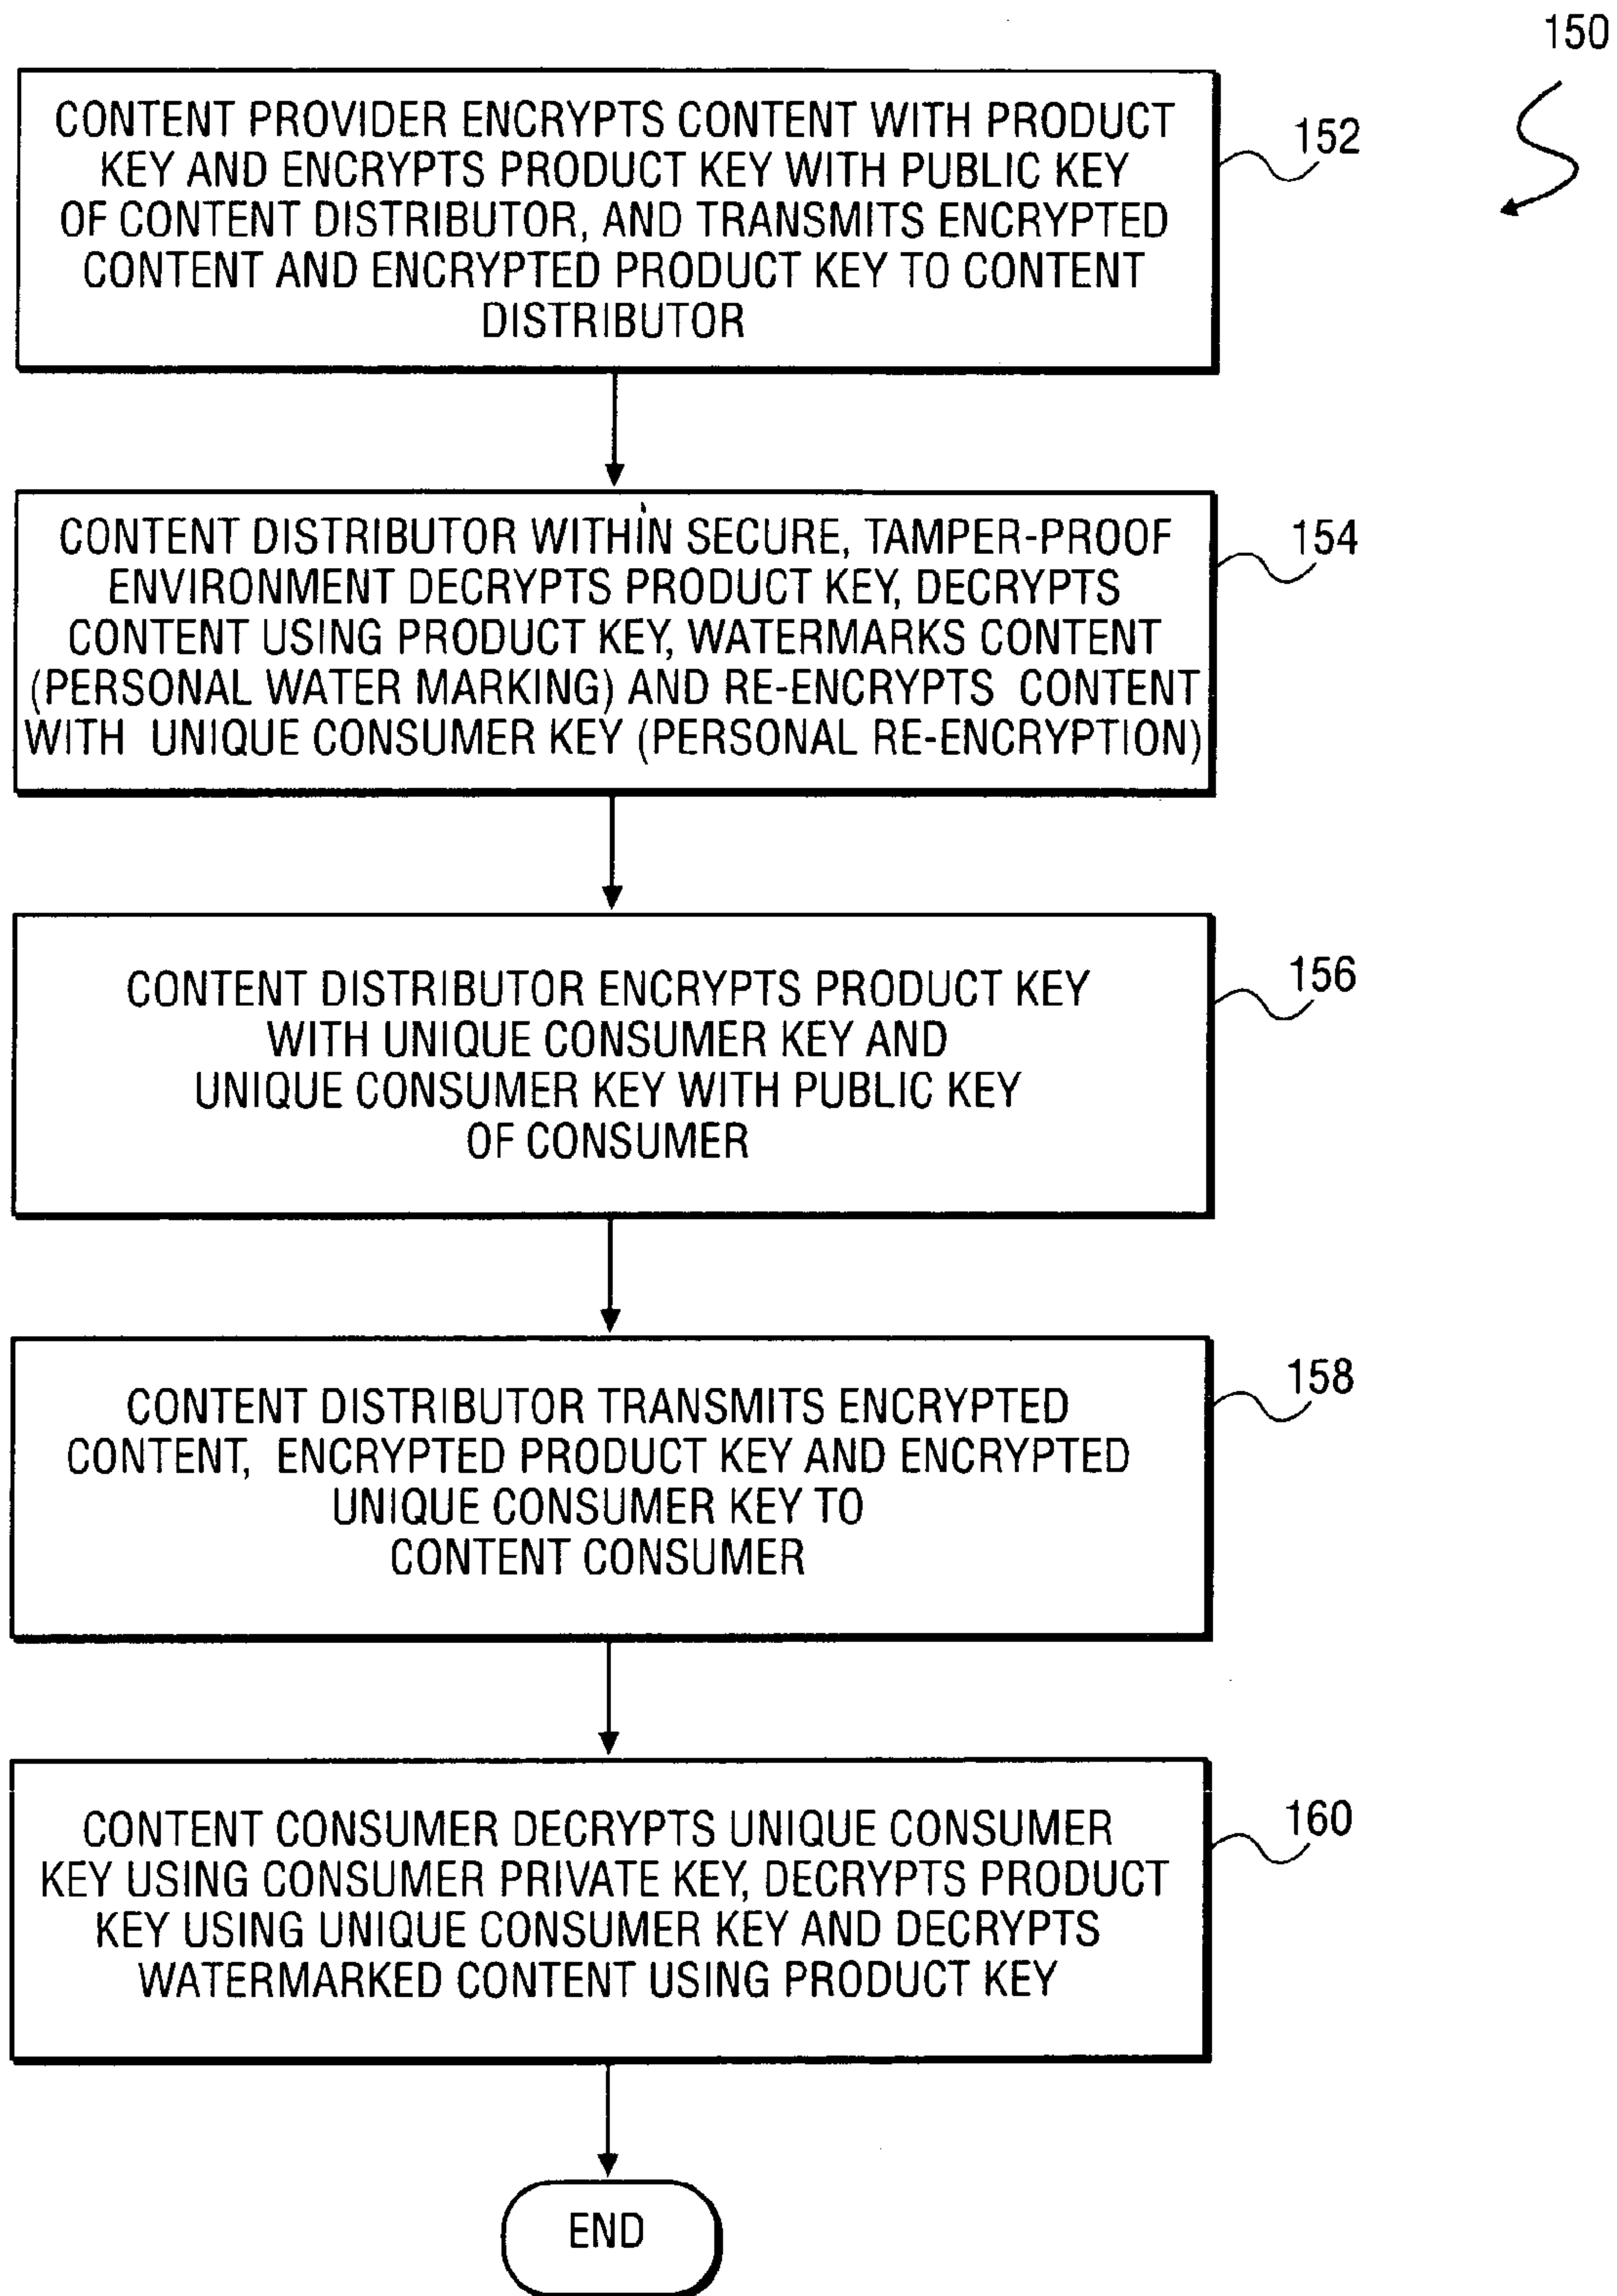 150
CONTENT PROVIDER ENCRYPTS CONTENT WITH PRODUCT
KEY AND ENCRYPTS PRODUCT KEY WITH PUBLIC KEY
OF CONTENT DISTRIBUTOR, AND TRANSMITS ENCRYPTED
CONTENT AND ENCRYPTED PRODUCT KEY TO CONTENT
DISTRIBUTOR
152
CONTENT DISTRIBUTOR WITHIN SECURE, TAMPER-PROOF
ENVIRONMENT DECRYPTS PRODUCT KEY, DECRYPTS
CONTENT USING PRODUCT KEY, WATERMARKS CONTENT
(PERSONAL WATER MARKING) AND RE-ENCRYPTS CONTENT
WITH UNIQUE CONSUMER KEY (PERSONAL RE-ENCRYPTION)
154
CONTENT DISTRIBUTOR ENCRYPTS PRODUCT KEY
WITH UNIQUE CONSUMER KEY AND
UNIQUE CONSUMER KEY WITH PUBLIC KEY
OF CONSUMER
156
CONTENT DISTRIBUTOR TRANSMITS ENCRYPTED
CONTENT, ENCRYPTED PRODUCT KEY AND ENCRYPTED
UNIQUE CONSUMER KEY TO
CONTENT CONSUMER
158
CONTENT CONSUMER DECRYPTS UNIQUE CONSUMER
KEY USING CONSUMER PRIVATE KEY, DECRYPTS PRODUCT
KEY USING UNIQUE CONSUMER KEY AND DECRYPTS
WATERMARKED CONTENT USING PRODUCT KEY
160
END